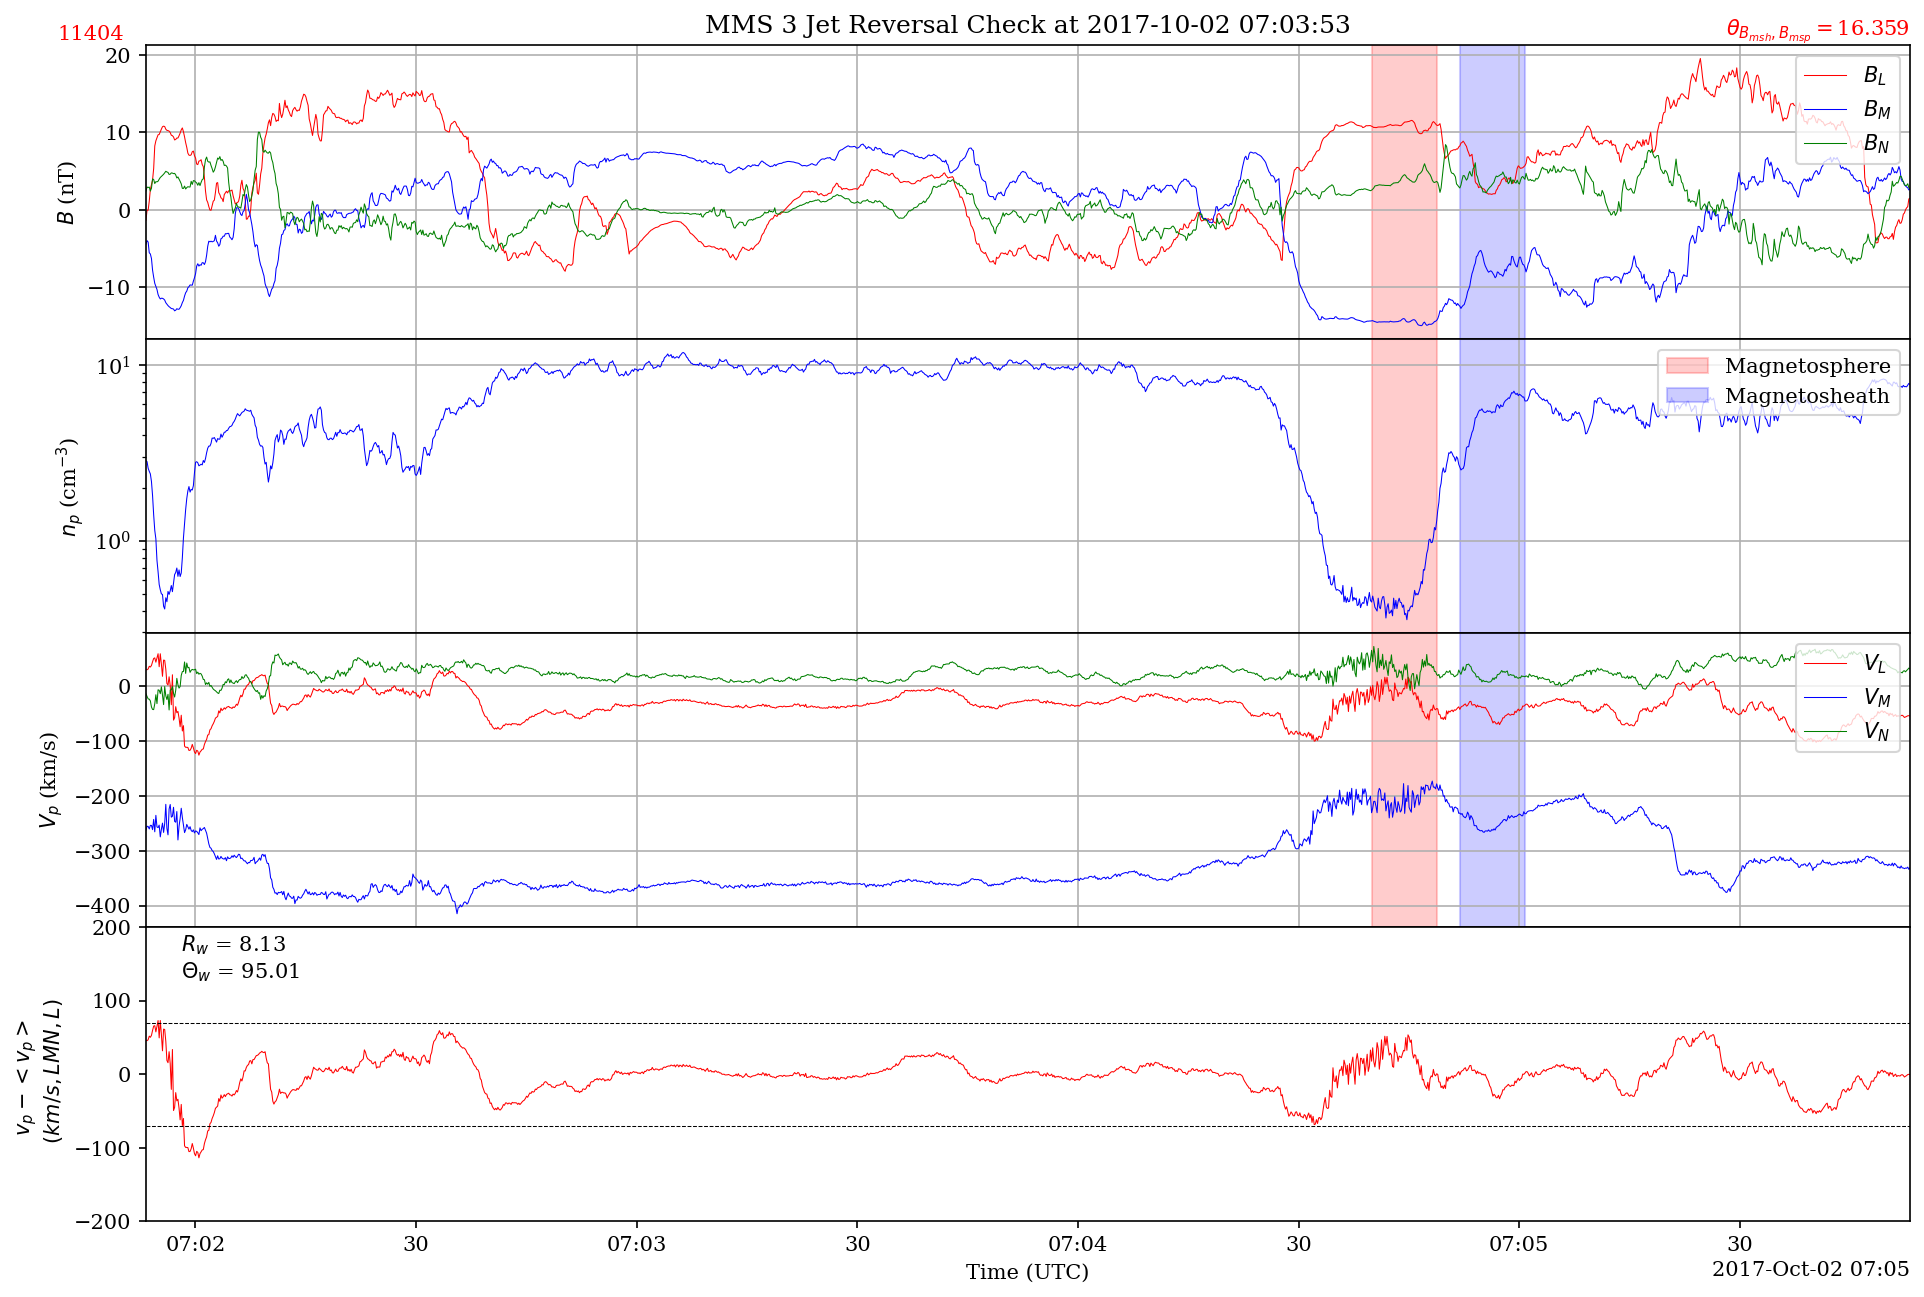 MMS 3 Jet Reversal Check at 2017-10-02 07:03:53
11404
θ_{B_{msh}, B_{msp}} = 16.359
20
10
0
−10
B (nT)
B_L
B_M
B_N
10^1
10^0
n_p (cm^{−3})
Magnetosphere
Magnetosheath
0
−100
−200
−300
−400
V_p (km/s)
V_L
V_M
V_N
200
100
0
−100
−200
v_p − < v_p >
(km/s, LMN, L)
R_w = 8.13
Θ_w = 95.01
07:02 30 07:03 30 07:04 30 07:05 30
Time (UTC)
2017-Oct-02 07:05